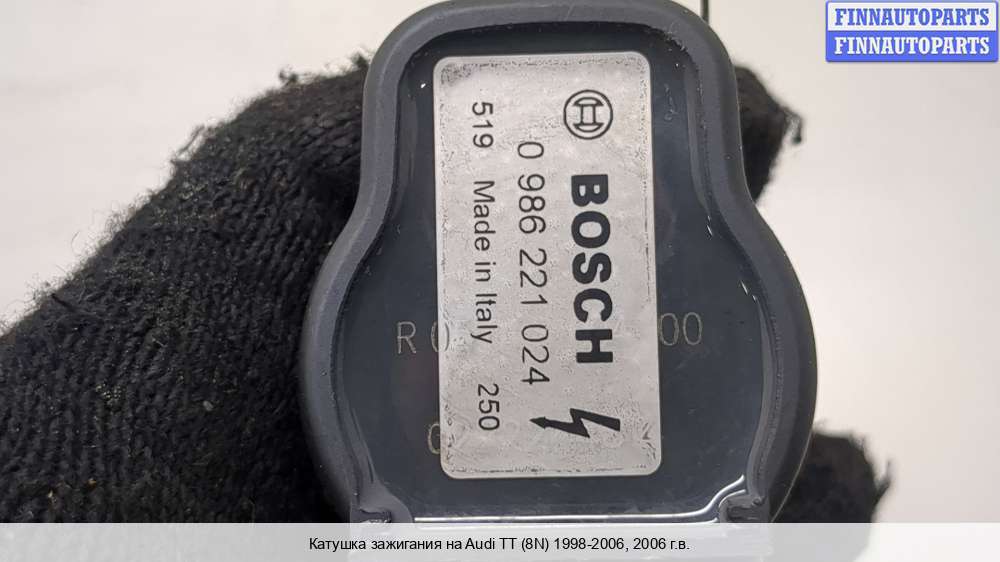 FINNAUTOPARTS
FINNAUTOPARTS
BOSCH
0 986 221 024
519 Made in Italy 250
Катушка зажигания на Audi TT (8N) 1998-2006, 2006 г.в.